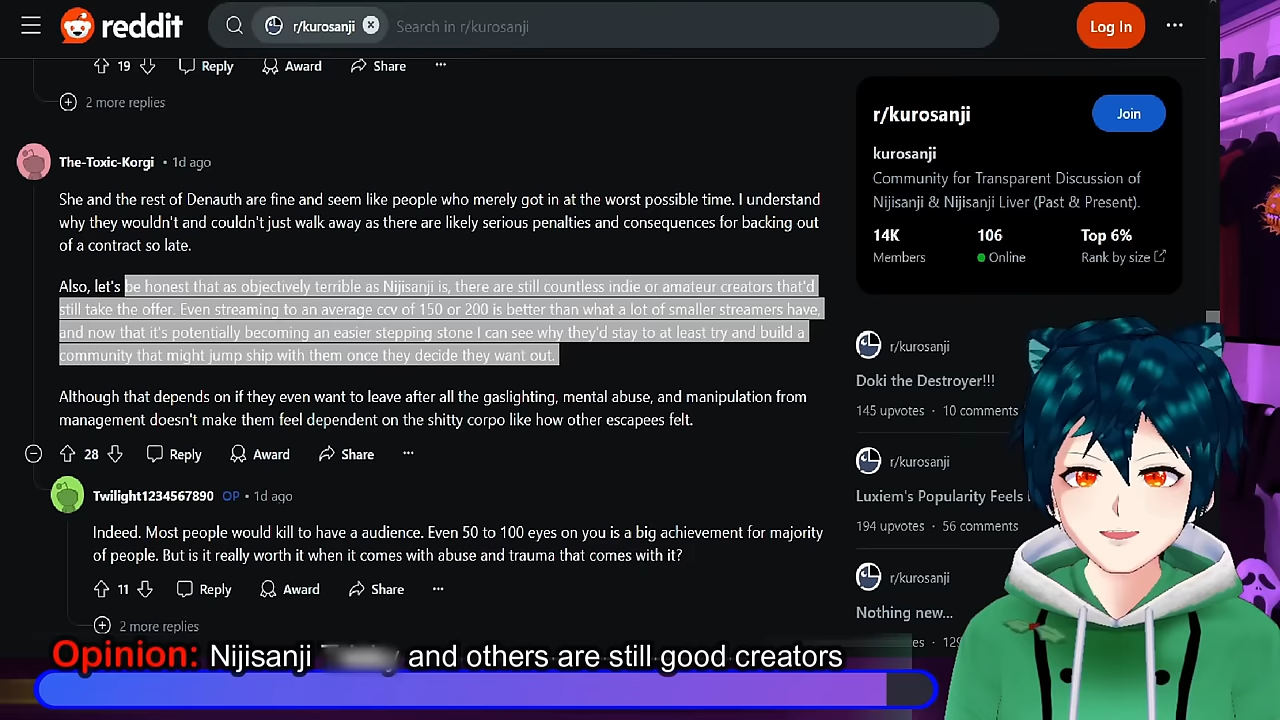 reddit
r/kurosanji
Search in r/kurosanji
Log In
19
Reply
Award
Share
2 more replies
The-Toxic-Korgi • 1d ago
She and the rest of Denauth are fine and seem like people who merely got in at the worst possible time. I understand
why they wouldn't and couldn't just walk away as there are likely serious penalties and consequences for backing out
of a contract so late.
Also, let's be honest that as objectively terrible as Nijisanji is, there are still countless indie or amateur creators that'd
still take the offer. Even streaming to an average ccv of 150 or 200 is better than what a lot of smaller streamers have,
and now that it's potentially becoming an easier stepping stone I can see why they'd stay to at least try and build a
community that might jump ship with them once they decide they want out.
Although that depends on if they even want to leave after all the gaslighting, mental abuse, and manipulation from
management doesn't make them feel dependent on the shitty corpo like how other escapees felt.
28
Reply
Award
Share
Twilight1234567890 OP • 1d ago
Indeed. Most people would kill to have a audience. Even 50 to 100 eyes on you is a big achievement for majority
of people. But is it really worth it when it comes with abuse and trauma that comes with it?
11
Reply
Award
Share
2 more replies
r/kurosanji
Join
kurosanji
Community for Transparent Discussion of
Nijisanji & Nijisanji Liver (Past & Present).
14K
106
Top 6%
Members
Online
Rank by size
r/kurosanji
Doki the Destroyer!!!
145 upvotes • 10 comments
r/kurosanji
Luxiem's Popularity Feels
194 upvotes • 56 comments
r/kurosanji
Nothing new...
Opinion: Nijisanji and others are still good creators